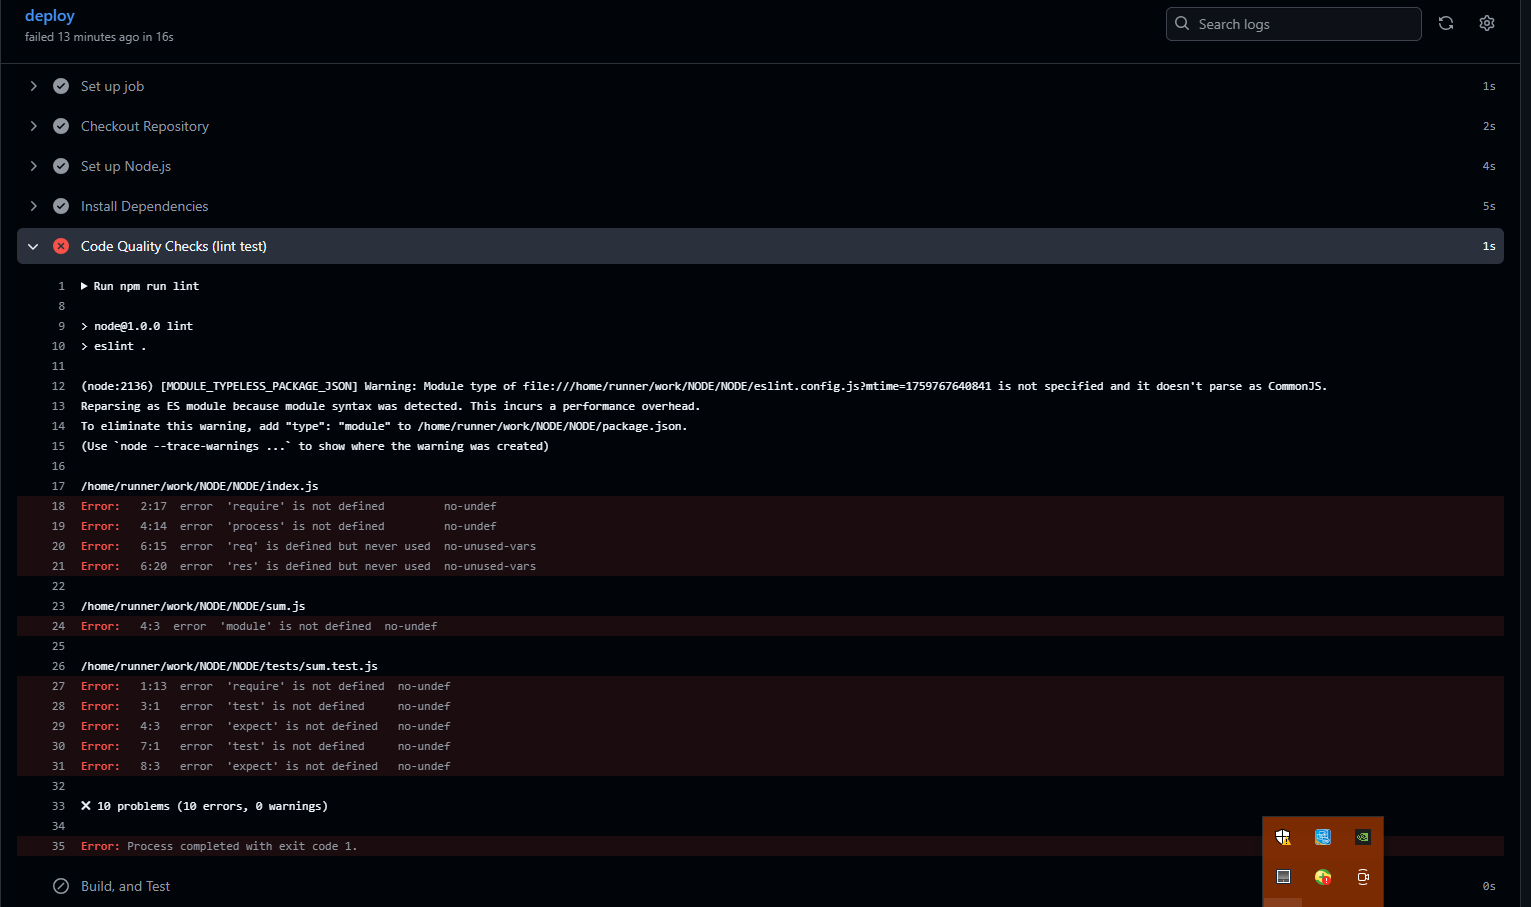 deploy
failed 13 minutes ago in 16s
Search logs
Set up job 1s
Checkout Repository 2s
Set up Node.js 4s
Install Dependencies 5s
Code Quality Checks (lint test) 1s
1 Run npm run lint
8
9 > node@1.0.0 lint
10 > eslint .
11
12 (node:2136) [MODULE_TYPELESS_PACKAGE_JSON] Warning: Module type of file:///home/runner/work/NODE/NODE/eslint.config.js?mtime=1759767640841 is not specified and it doesn't parse as CommonJS.
13 Reparsing as ES module because module syntax was detected. This incurs a performance overhead.
14 To eliminate this warning, add "type": "module" to /home/runner/work/NODE/NODE/package.json.
15 (Use `node --trace-warnings ...` to show where the warning was created)
16
17 /home/runner/work/NODE/NODE/index.js
18 Error: 2:17 error 'require' is not defined no-undef
19 Error: 4:14 error 'process' is not defined no-undef
20 Error: 6:15 error 'req' is defined but never used no-unused-vars
21 Error: 6:20 error 'res' is defined but never used no-unused-vars
22
23 /home/runner/work/NODE/NODE/sum.js
24 Error: 4:3 error 'module' is not defined no-undef
25
26 /home/runner/work/NODE/NODE/tests/sum.test.js
27 Error: 1:13 error 'require' is not defined no-undef
28 Error: 3:1 error 'test' is not defined no-undef
29 Error: 4:3 error 'expect' is not defined no-undef
30 Error: 7:1 error 'test' is not defined no-undef
31 Error: 8:3 error 'expect' is not defined no-undef
32
33 ✖ 10 problems (10 errors, 0 warnings)
34
35 Error: Process completed with exit code 1.
Build, and Test 0s